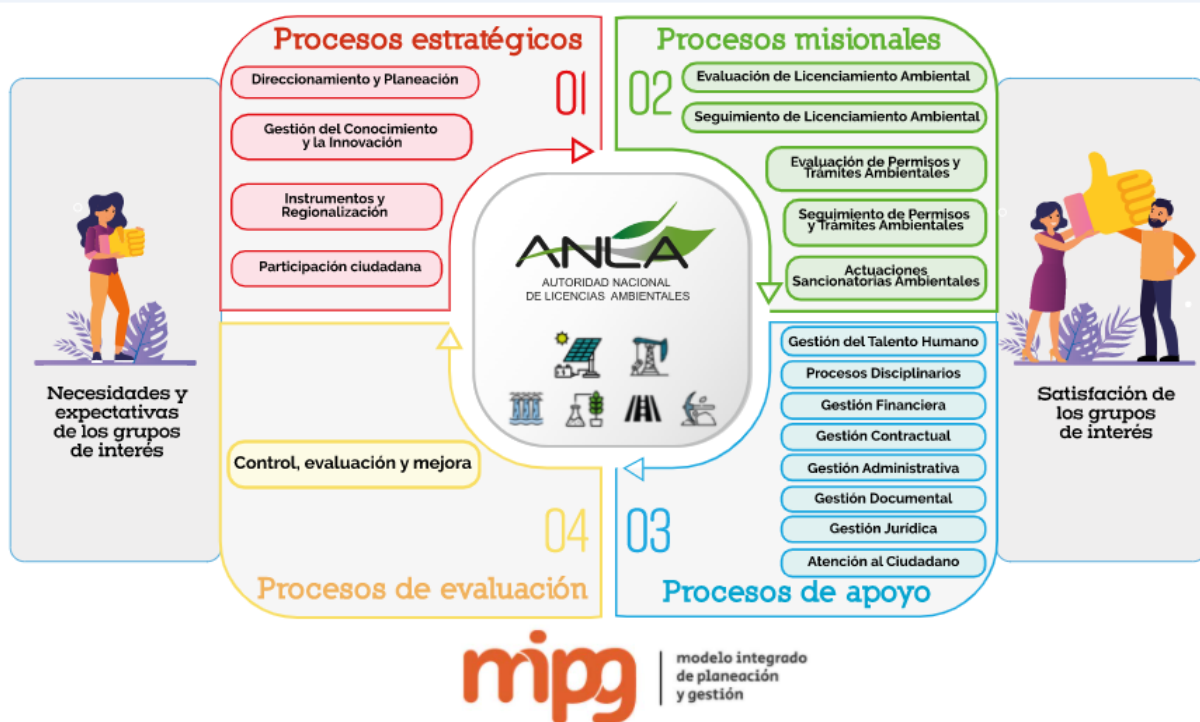 Procesos estratégicos
01
Direccionamiento y Planeación
Gestión del Conocimiento
y la Innovación
Instrumentos y
Regionalización
Participación ciudadana
Procesos misionales
02
Evaluación de Licenciamiento Ambiental
Seguimiento de Licenciamiento Ambiental
Evaluación de Permisos y
Trámites Ambientales
Seguimiento de Permisos
y Trámites Ambientales
Actuaciones
Sancionatorias Ambientales
Necesidades y
expectativas
de los grupos
de interés
ANLA
AUTORIDAD NACIONAL
DE LICENCIAS AMBIENTALES
Satisfacción de
los grupos
de interés
Gestión del Talento Humano
Procesos Disciplinarios
Gestión Financiera
Gestión Contractual
Gestión Administrativa
Gestión Documental
Gestión Jurídica
Atención al Ciudadano
03
Procesos de apoyo
Control, evaluación y mejora
04
Procesos de evaluación
mipg
modelo integrado
de planeación
y gestión